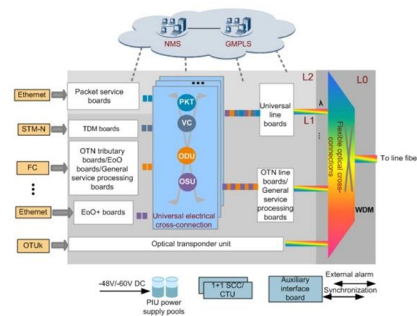 NMS
GMPLS
L2
L0
Ethernet
Packet service
boards
PKT
Universal
line
boards
λ
L1
STM-N
TDM boards
VC
FC
OTN tributary
boards/EoO
boards/General
service processing
boards
ODU
Flexible optical cross-
connections
To line fibe
OSU
OTN line
boards/
General
service
processing
boards
Ethernet
EoO+ boards
Universal electrical
cross-connection
WDM
OTUk
Optical transponder unit
-48V/-60V DC
PIU power
supply pools
1+1 SCC/
CTU
Auxiliary
interface
board
External alarm
Synchronization